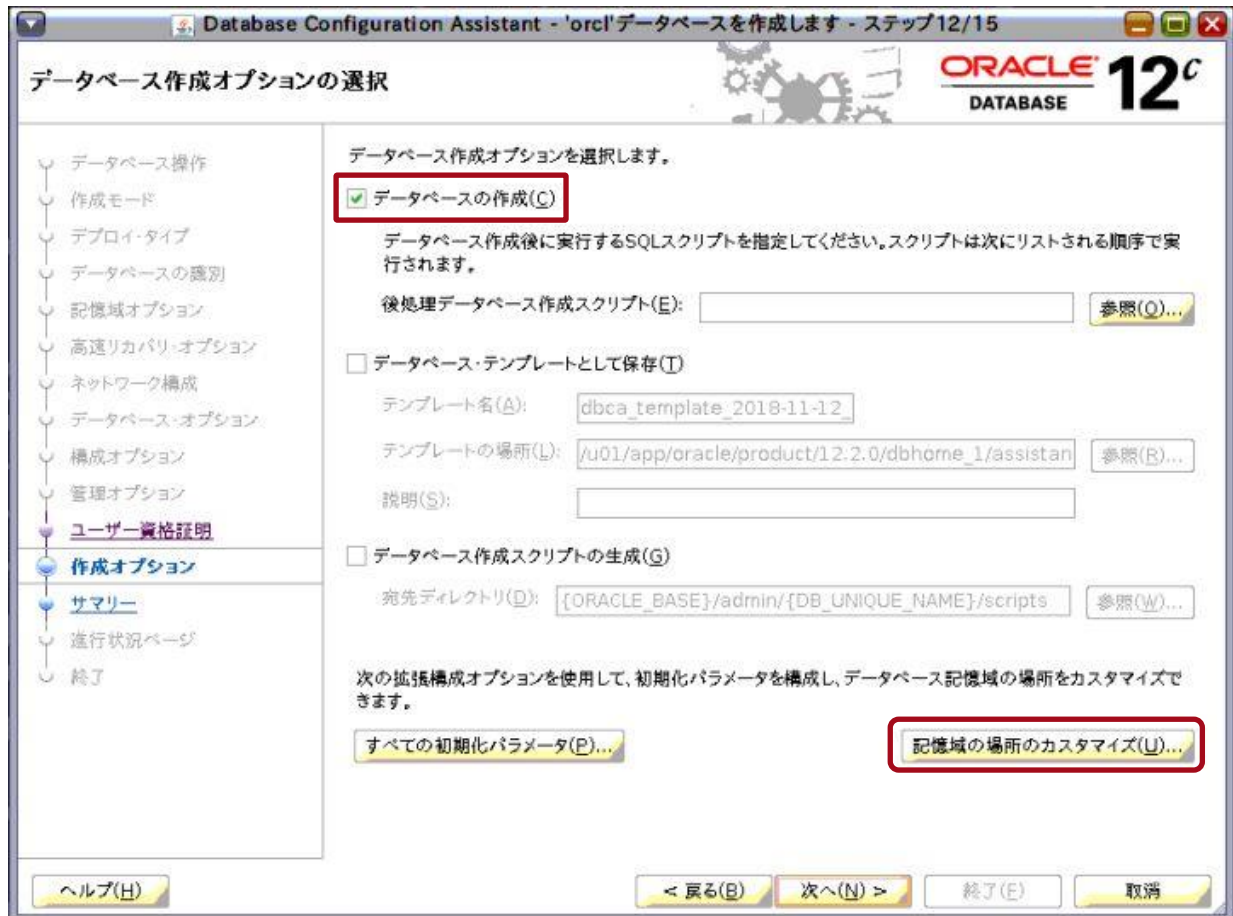 Database Configuration Assistant - 'orcl'データベースを作成します - ステップ12/15
データベース作成オプションの選択
ORACLE
DATABASE
12c
データベース操作
作成モード
デプロイ・タイプ
データベースの識別
記憶域オプション
高速リカバリ・オプション
ネットワーク構成
データベース・オプション
構成オプション
管理オプション
ユーザー資格証明
作成オプション
サマリー
進行状況ページ
終了
データベース作成オプションを選択します。
データベースの作成(C)
データベース作成後に実行するSQLスクリプトを指定してください。スクリプトは次にリストされる順序で実
行されます。
後処理データベース作成スクリプト(E):
参照(O)...
データベース・テンプレートとして保存(T)
テンプレート名(A): dbca_template_2018-11-12_
テンプレートの場所(L): /u01/app/oracle/product/12.2.0/dbhome_1/assistan 参照(R)...
説明(S):
データベース作成スクリプトの生成(G)
宛先ディレクトリ(D): {ORACLE_BASE}/admin/{DB_UNIQUE_NAME}/scripts 参照(W)...
次の拡張構成オプションを使用して、初期化パラメータを構成し、データベース記憶域の場所をカスタマイズで
きます。
すべての初期化パラメータ(P)... 記憶域の場所のカスタマイズ(U)...
ヘルプ(H) < 戻る(B) 次へ(N) > 終了(F) 取消